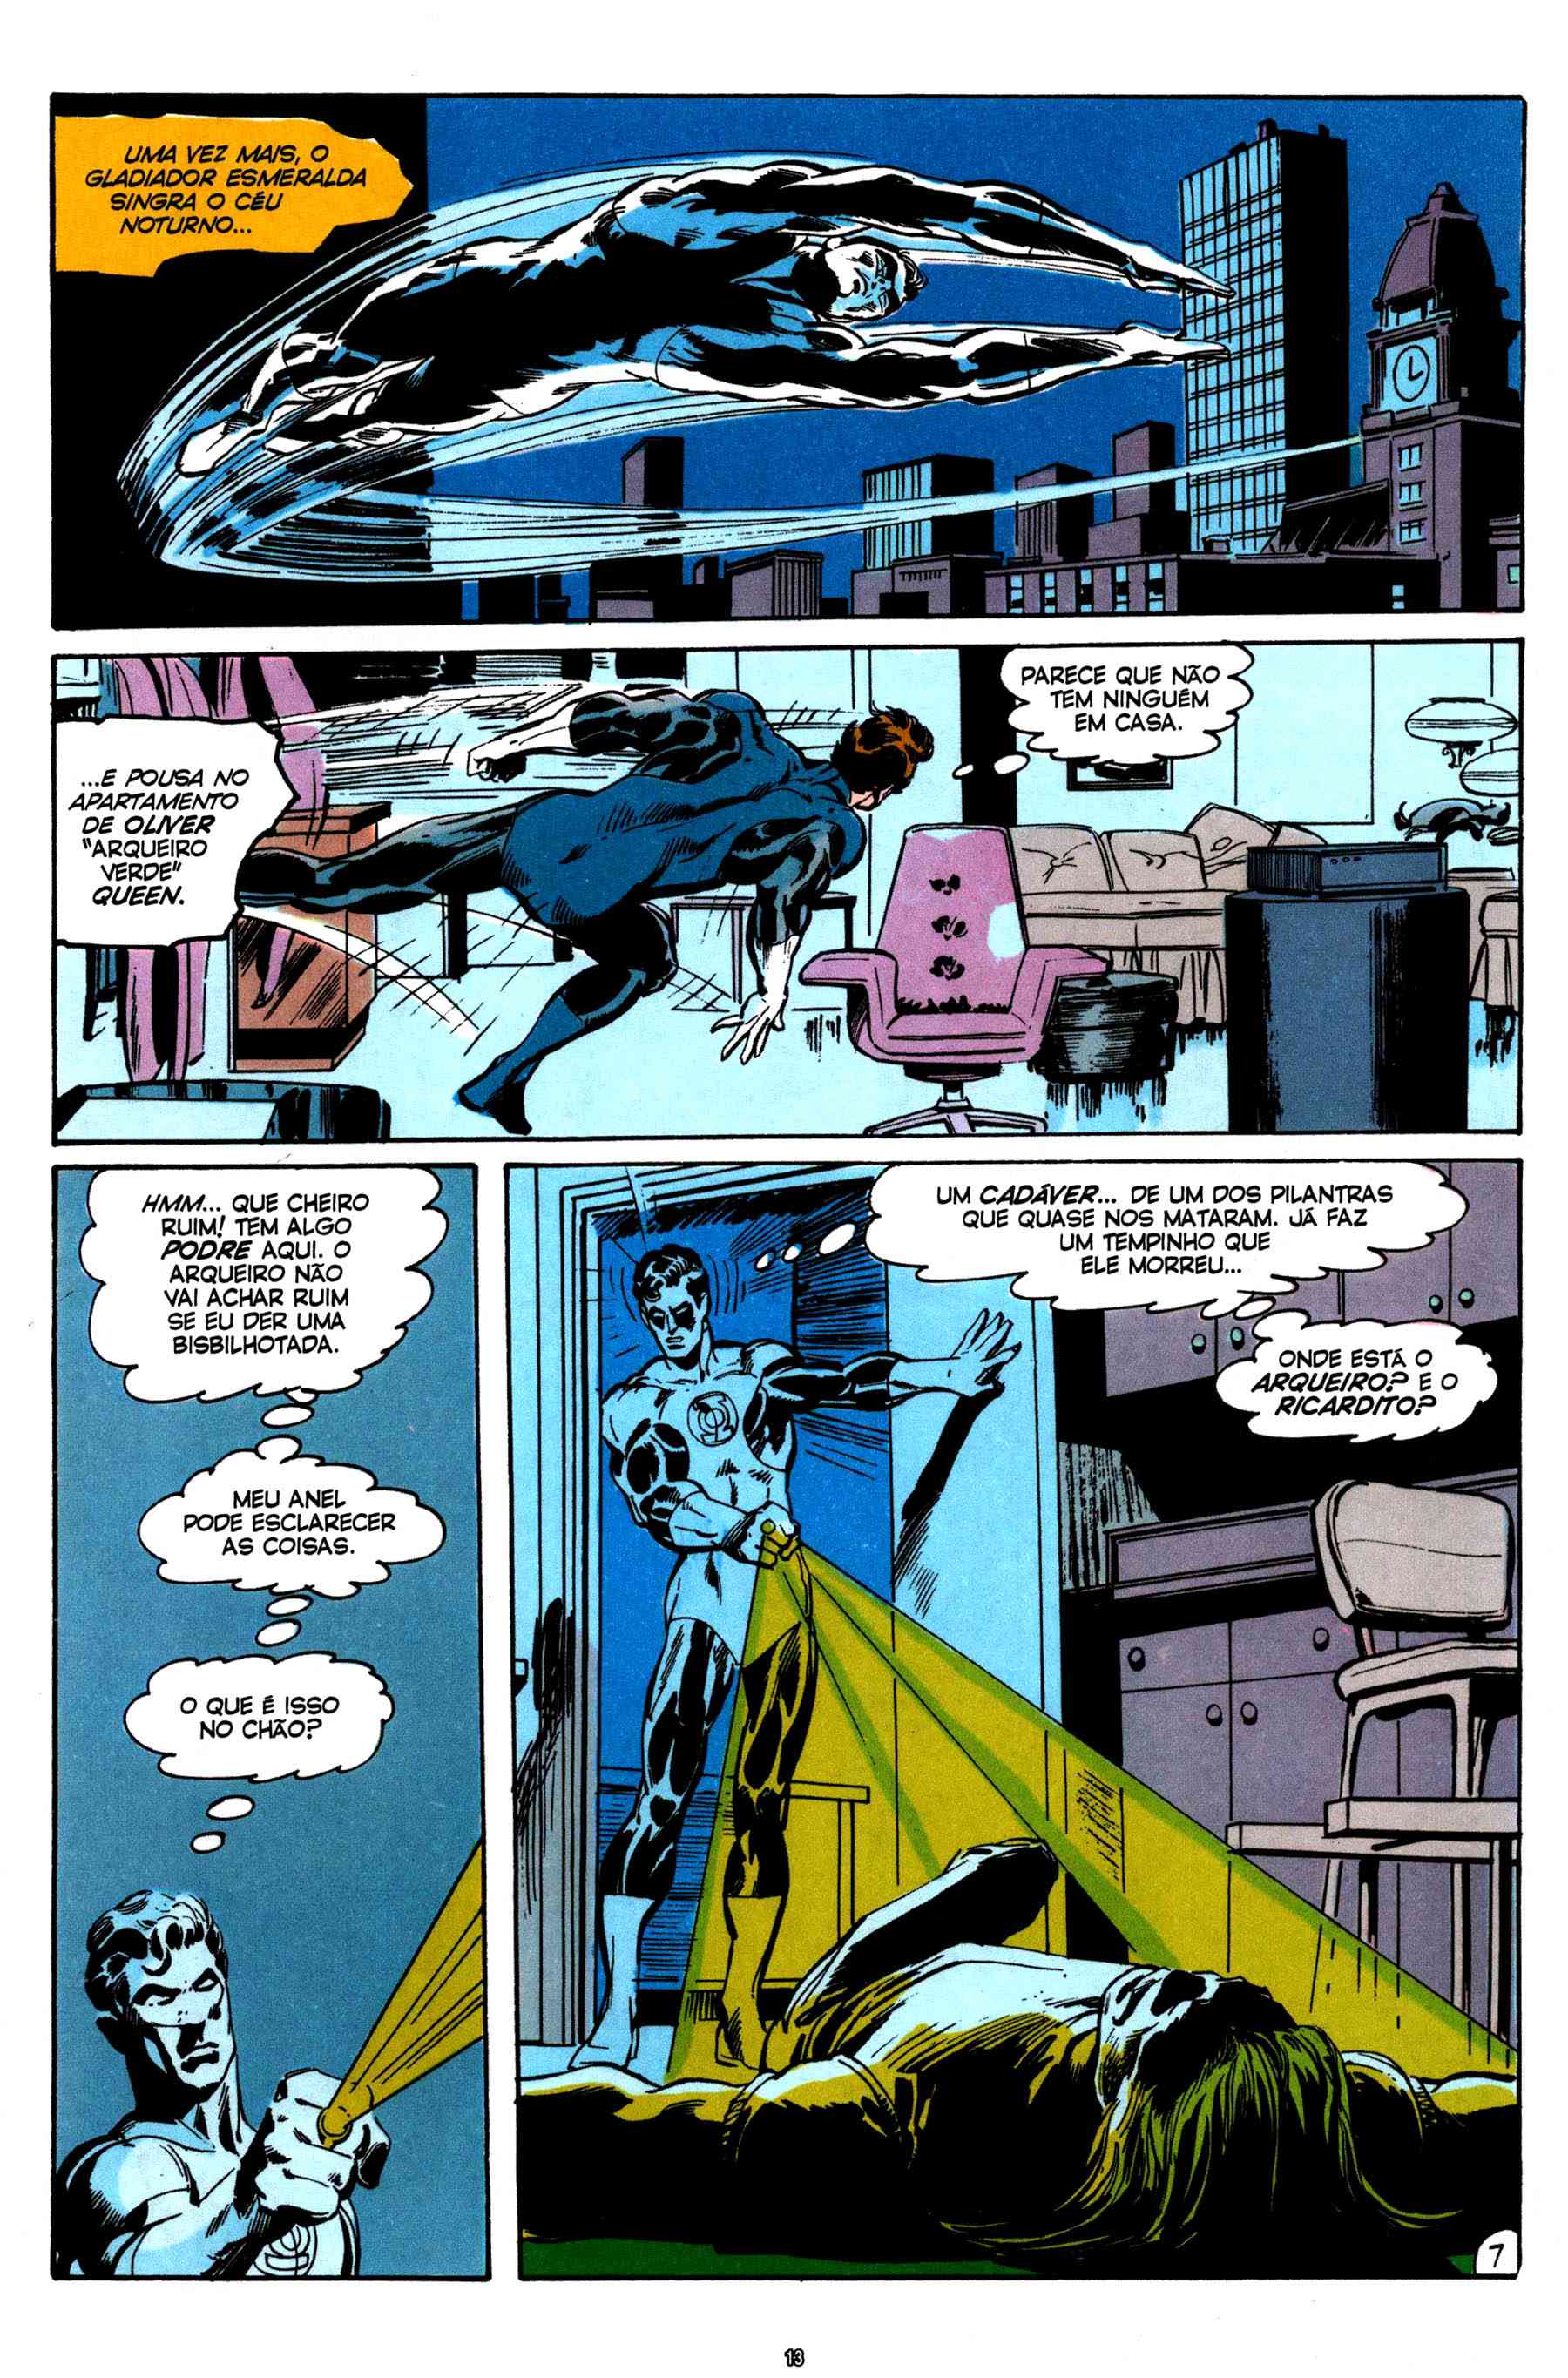 UMA VEZ MAIS, O
GLADIADOR ESMERALDA
SINGRA O CÉU
NOTURNO...
...E POUSA NO
APARTAMENTO
DE OLIVER
"ARQUEIRO
VERDE"
QUEEN.
PARECE QUE NÃO
TEM NINGUÉM
EM CASA.
HMM... QUE CHEIRO
RUIM! TEM ALGO
PODRE AQUI. O
ARQUEIRO NÃO
VAI ACHAR RUIM
SE EU DER UMA
BISBILHOTADA.
MEU ANEL
PODE ESCLARECER
AS COISAS.
O QUE É ISSO
NO CHÃO?
UM CADÁVER... DE UM DOS PILANTRAS
QUE QUASE NOS MATARAM. JÁ FAZ
UM TEMPINHO QUE
ELE MORREU...
ONDE ESTÁ O
ARQUEIRO? E O
RICARDITO?
7
13